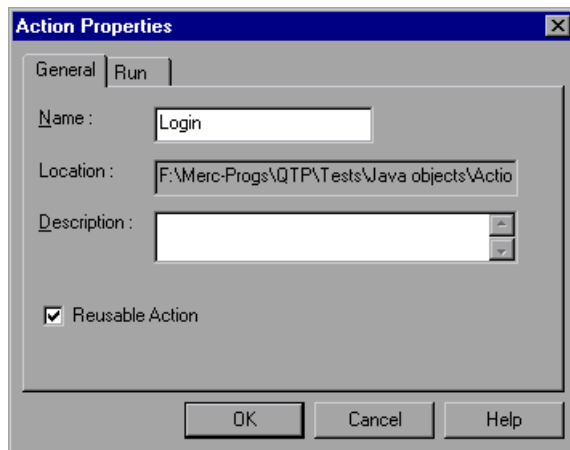 Action Properties
General Run
Name : Login
Location : F:\Merc-Progs\QTP\Tests\Java objects\Actio
Description :
Reusable Action
OK Cancel Help